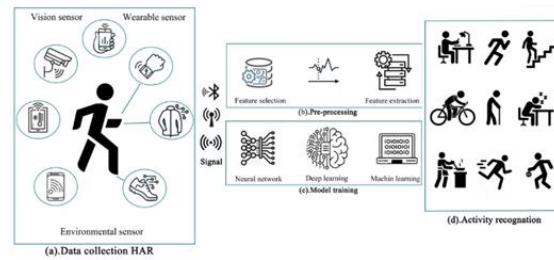 Vision sensor
Wearable sensor
Environmental sensor
(a).Data collection HAR
Signal
Feature selection
Feature extraction
(b).Pre-processing
Neural network
Deep learning
Machin learning
(c).Model training
(d).Activity recognation